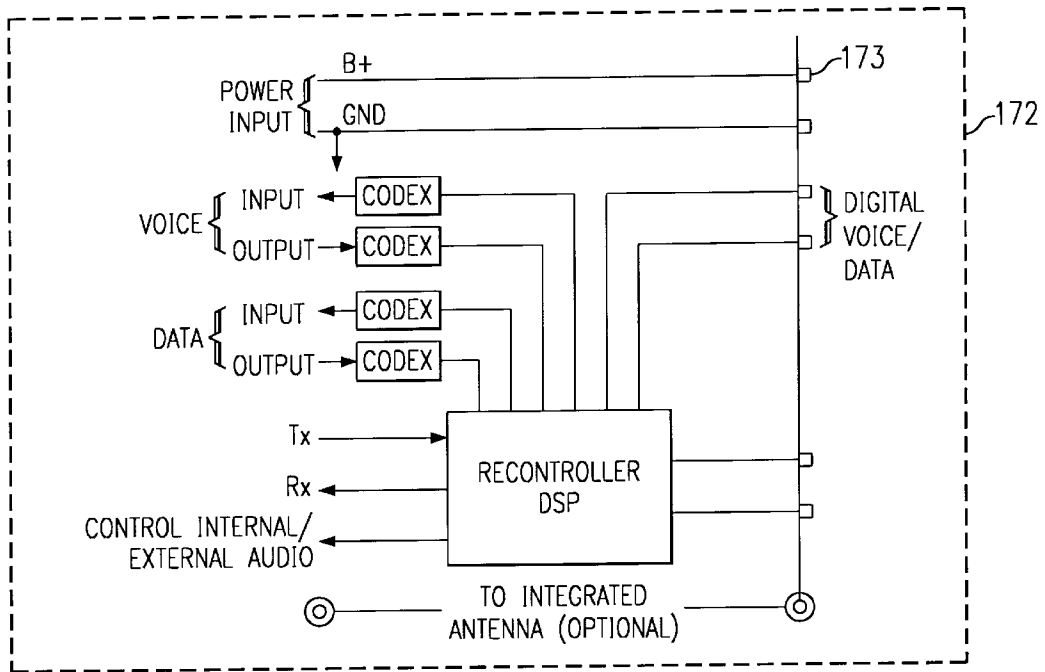 B+
173
POWER
INPUT
GND
172
VOICE
INPUT
CODEX
OUTPUT
CODEX
DIGITAL
VOICE/
DATA
DATA
INPUT
CODEX
OUTPUT
CODEX
Tx
Rx
CONTROL INTERNAL/
EXTERNAL AUDIO
RECONTROLLER
DSP
TO INTEGRATED
ANTENNA (OPTIONAL)